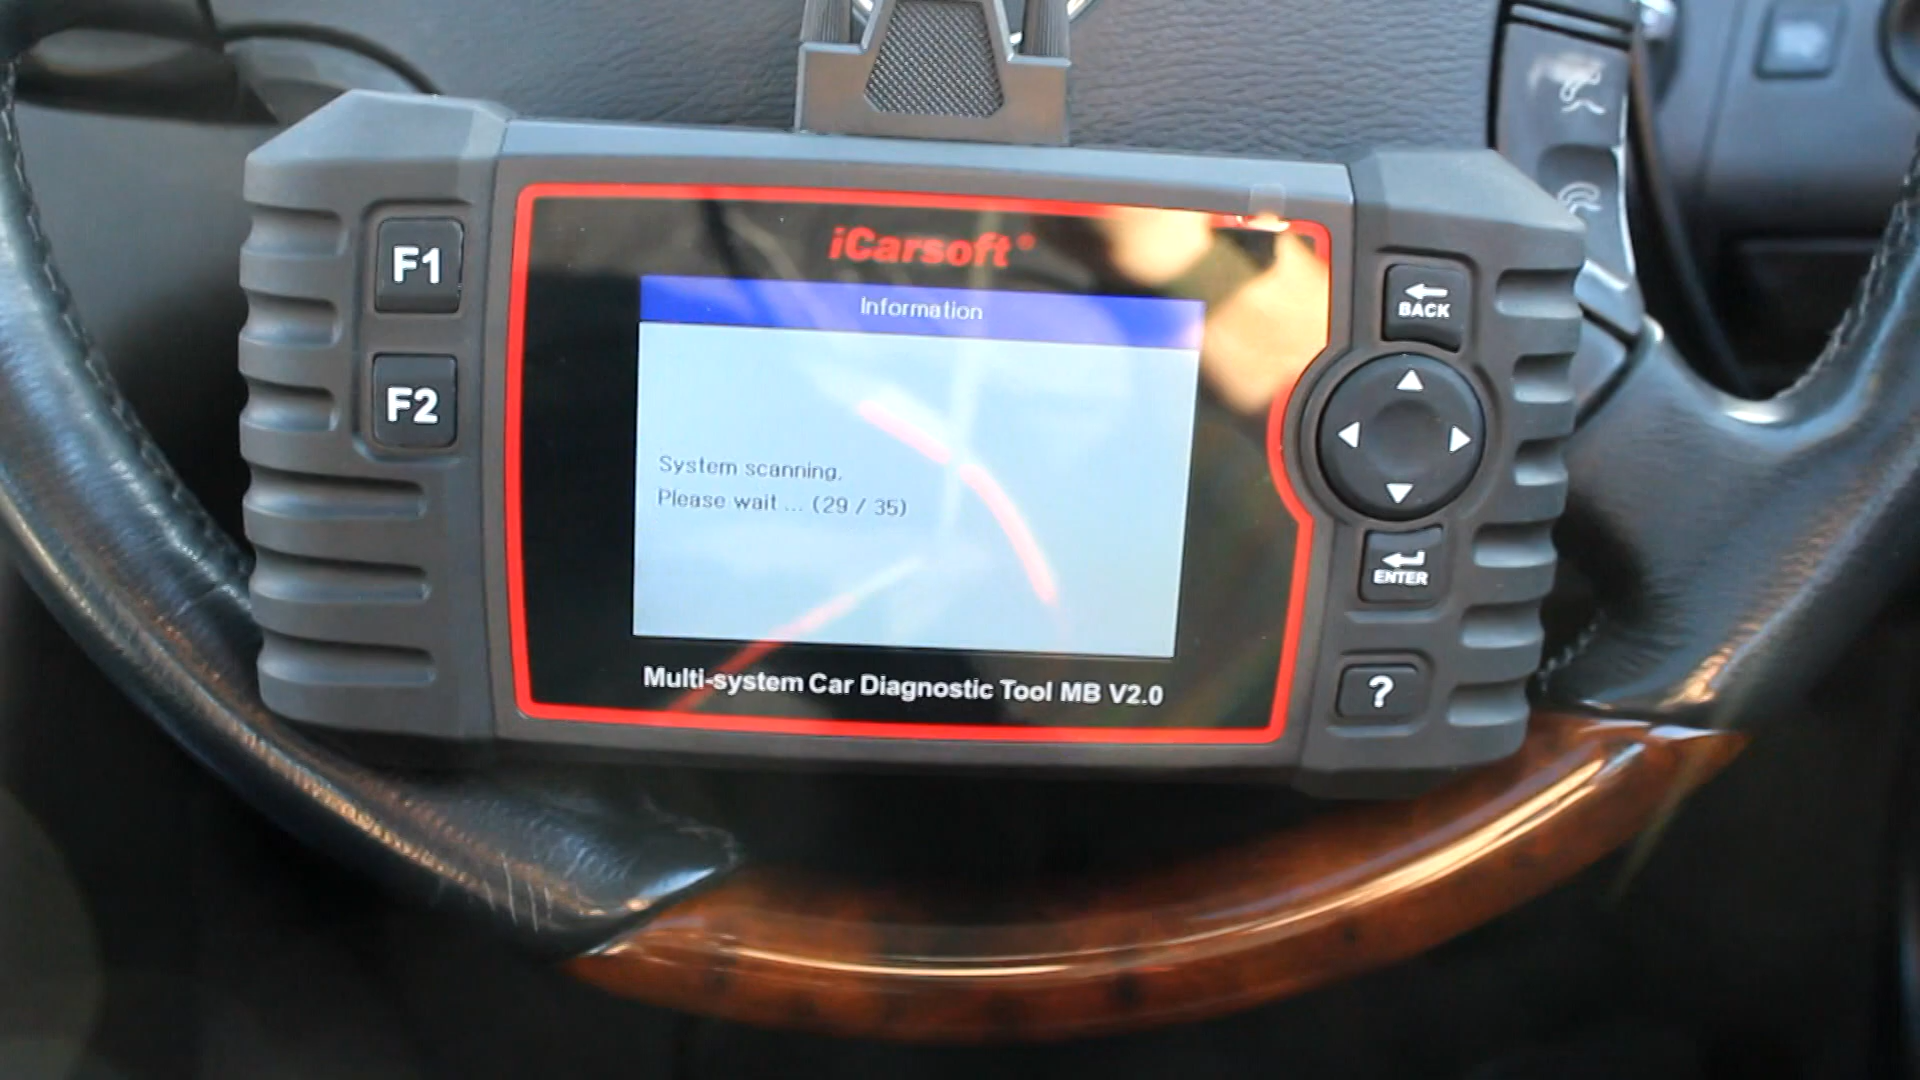 iCarsoft®
F1
F2
Information
System scanning,
Please wait ... (29 / 35)
BACK
ENTER
?
Multi-system Car Diagnostic Tool MB V2.0